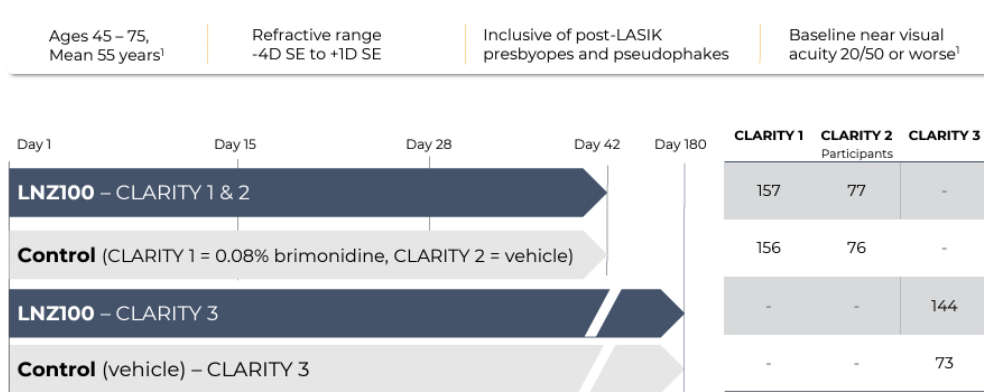 Ages 45 – 75,
Mean 55 years¹
Refractive range
-4D SE to +1D SE
Inclusive of post-LASIK
presbyopes and pseudophakes
Baseline near visual
acuity 20/50 or worse¹
Day 1 Day 15 Day 28 Day 42 Day 180
CLARITY 1 CLARITY 2 CLARITY 3
Participants
LNZ100 – CLARITY 1 & 2 157 77 -
Control (CLARITY 1 = 0.08% brimonidine, CLARITY 2 = vehicle) 156 76 -
LNZ100 – CLARITY 3 - - 144
Control (vehicle) – CLARITY 3 - - 73